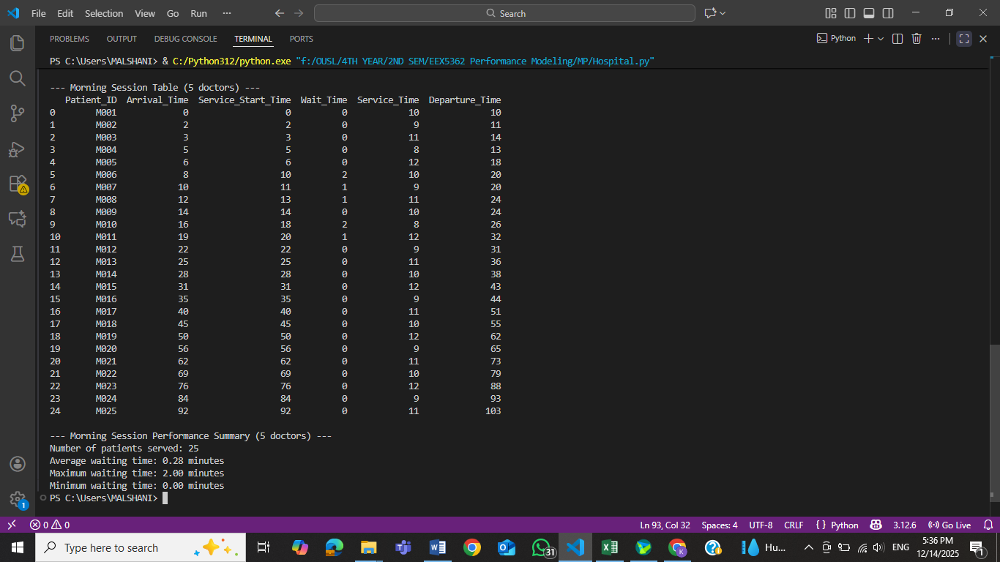 File Edit Selection View Go Run ··· Search
PROBLEMS OUTPUT DEBUG CONSOLE TERMINAL PORTS Python
PS C:\Users\MALSHANI> & C:/Python312/python.exe "f:/OUSL/4TH YEAR/2ND SEM/EEX5362 Performance Modeling/MP/Hospital.py"
--- Morning Session Table (5 doctors) ---
Patient_ID Arrival_Time Service_Start_Time Wait_Time Service_Time Departure_Time
0 M001 0 0 0 10 10
1 M002 2 2 0 9 11
2 M003 3 3 0 11 14
3 M004 5 5 0 8 13
4 M005 6 6 0 12 18
5 M006 8 10 2 10 20
6 M007 10 11 1 9 20
7 M008 12 13 1 11 24
8 M009 14 14 0 10 24
9 M010 16 18 2 8 26
10 M011 19 20 1 12 32
11 M012 22 22 0 9 31
12 M013 25 25 0 11 36
13 M014 28 28 0 10 38
14 M015 31 31 0 12 43
15 M016 35 35 0 9 44
16 M017 40 40 0 11 51
17 M018 45 45 0 10 55
18 M019 50 50 0 12 62
19 M020 56 56 0 9 65
20 M021 62 62 0 11 73
21 M022 69 69 0 10 79
22 M023 76 76 0 12 88
23 M024 84 84 0 9 93
24 M025 92 92 0 11 103
--- Morning Session Performance Summary (5 doctors) ---
Number of patients served: 25
Average waiting time: 0.28 minutes
Maximum waiting time: 2.00 minutes
Minimum waiting time: 0.00 minutes
PS C:\Users\MALSHANI>
1
0 0 Ln 93, Col 32 Spaces: 4 UTF-8 CRLF { } Python 3.12.6 Go Live
Type here to search 31 K Hu... ENG 5:36 PM
12/14/2025 1